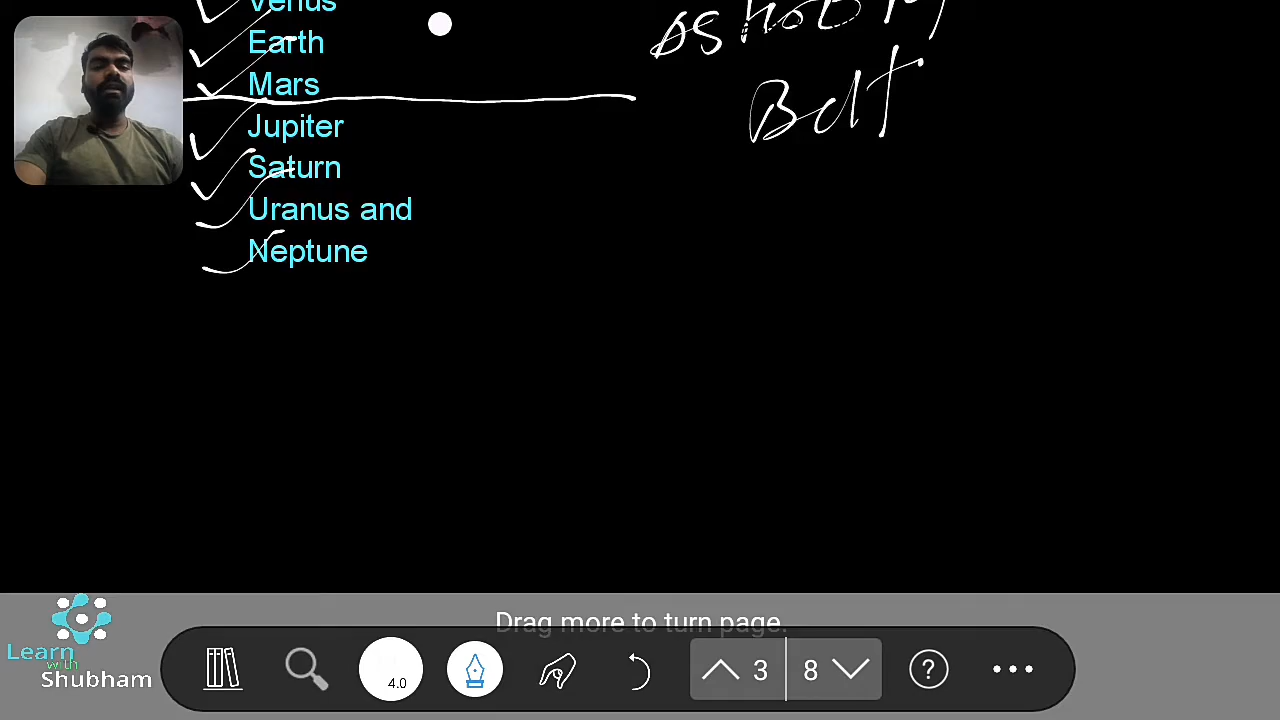 Venus
Earth
Mars
Jupiter
Saturn
Uranus and
Neptune
Belt
Drag more to turn page.
4.0
3
8
?
Learn
with
Shubham